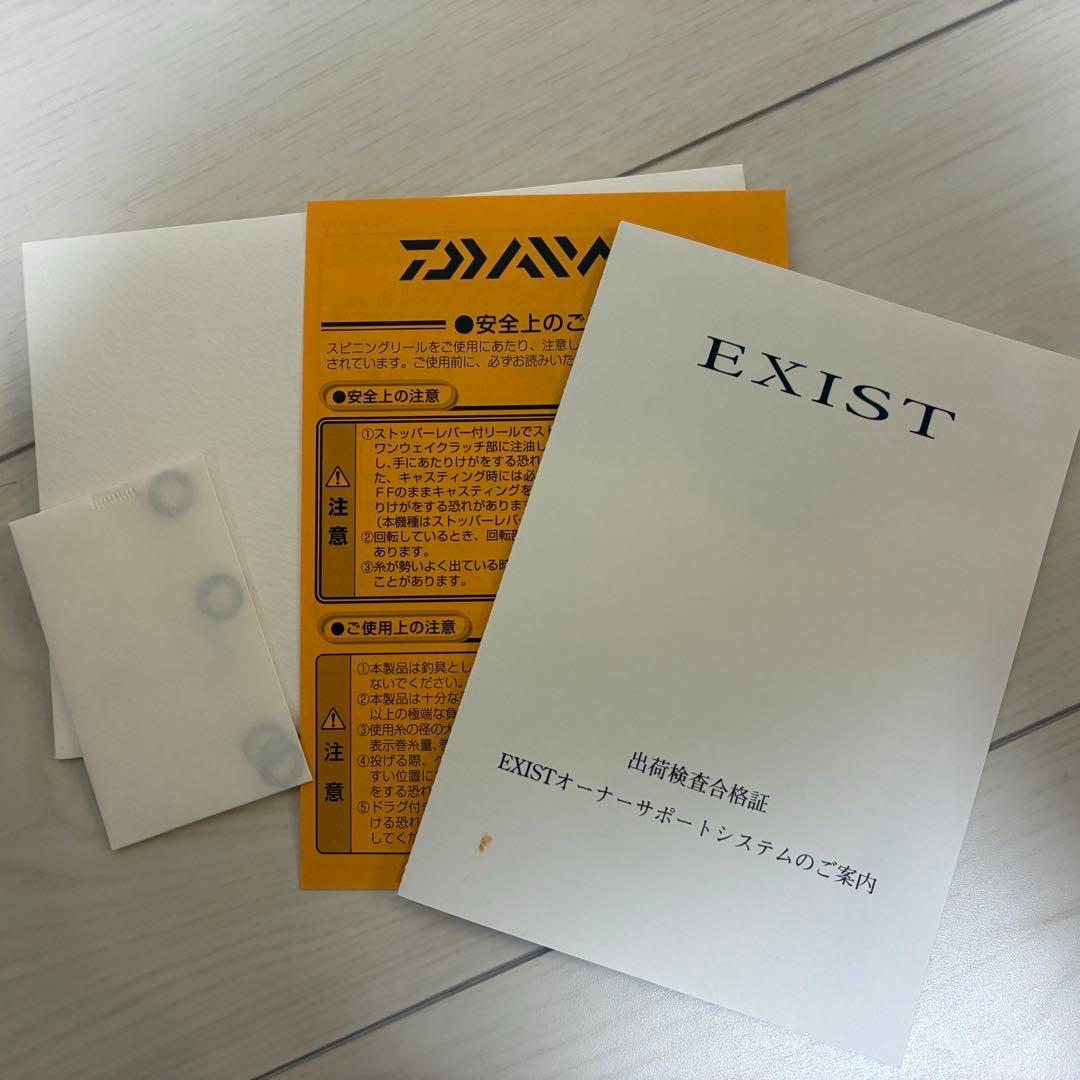 DAIWA
●安全上のご
スピニングリールをご使用にあたり、注意し
されています。ご使用前に、必ずお読みいた
●安全上の注意
注意
①ストッパーレバー付リールでスト
ワンウェイクラッチ部に注油し
し、手にあたりけがをする恐れ
た、キャスティング時には必
FFのままキャスティングを
りけがをする恐れがあります
(本機種はストッパーレバ
②回転しているとき、回転部
あります。
③糸が勢いよく出ている時
ことがあります。
●ご使用上の注意
注意
①本製品は釣具とし
ないでください。
②本製品は十分な
以上の極端な負
③使用糸の径の大
表示巻糸量、巻
④投げる際、ベ
すい位置に
をする恐れ
⑤ドラグ付
ける恐れ
してくだ
EXIST
出荷検査合格証
EXISTオーナーサポートシステムのご案内